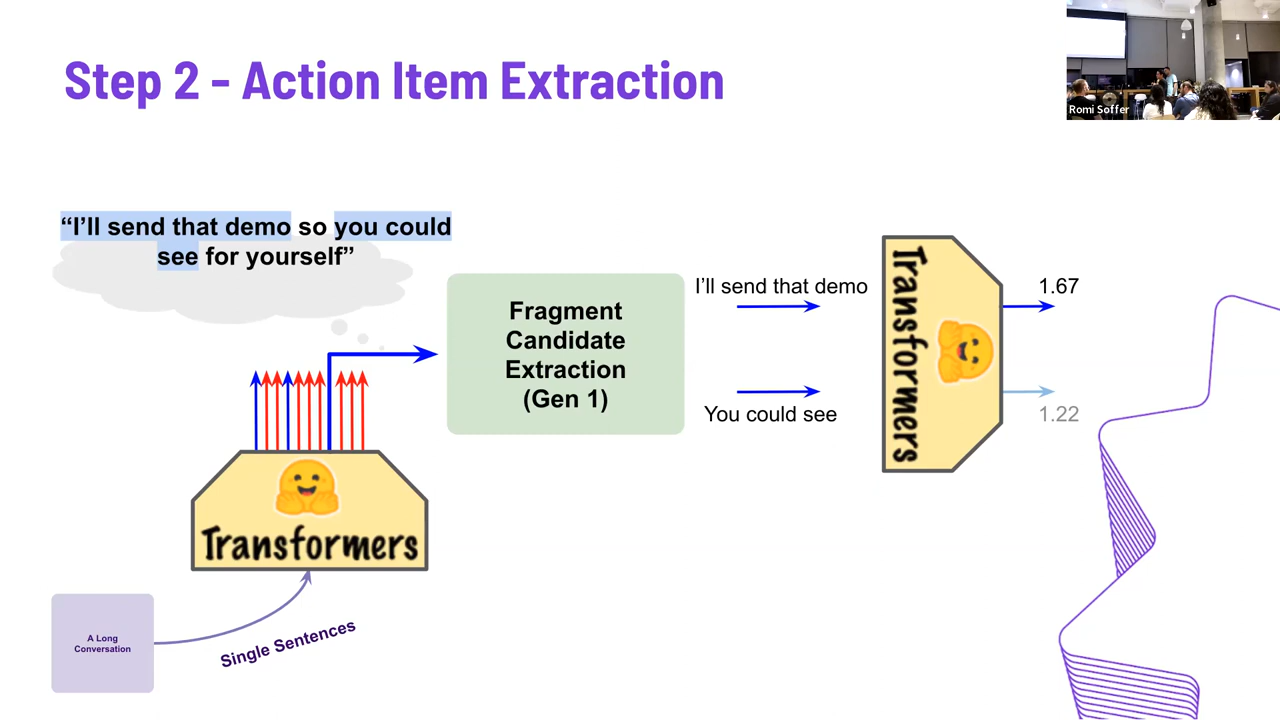 Step 2 - Action Item Extraction
Romi Soffer
“I’ll send that demo so you could
see for yourself”
Fragment
Candidate
Extraction
(Gen 1)
I’ll send that demo
You could see
Transformers
1.67
1.22
Transformers
A Long
Conversation
Single Sentences